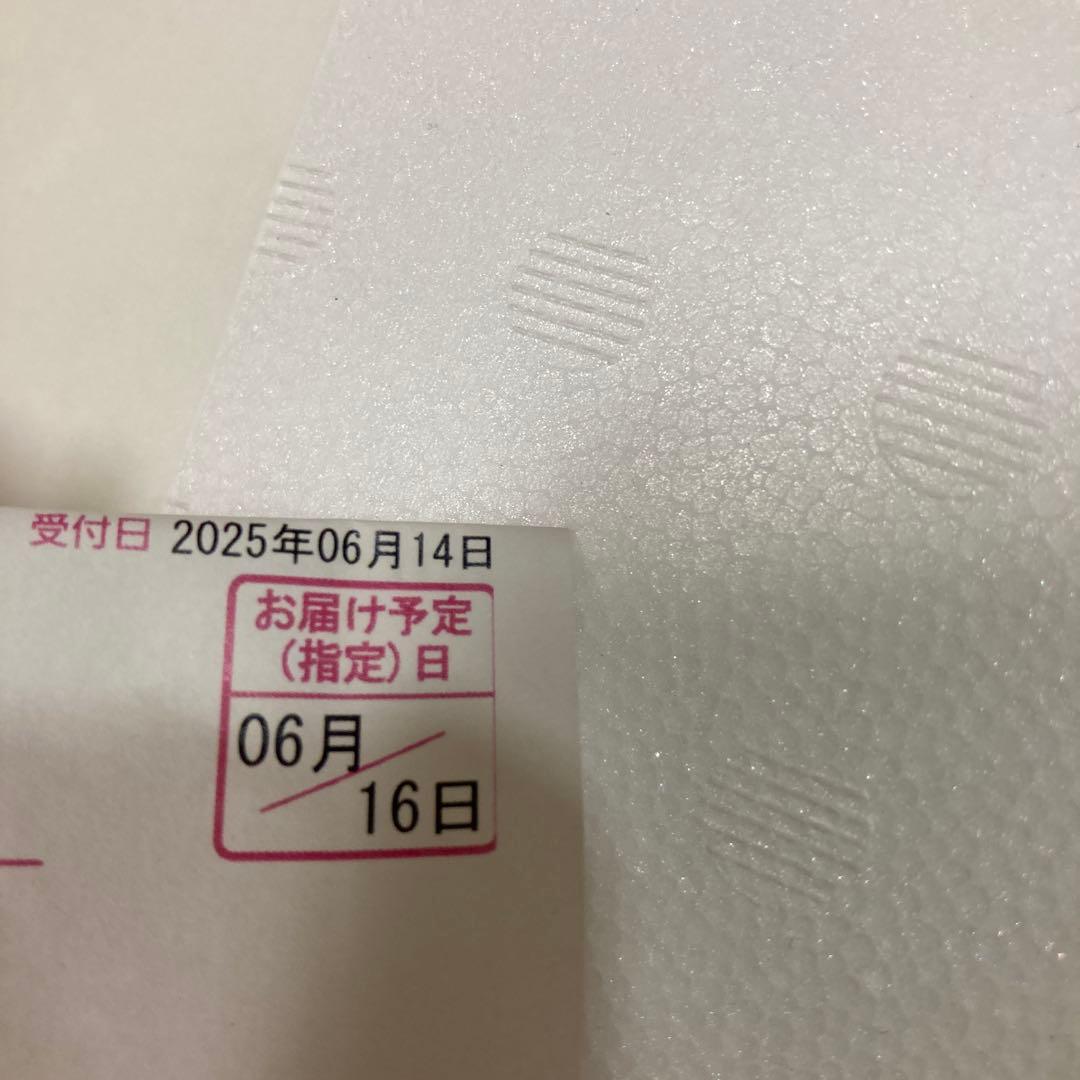 受付日 2025年06月14日
お届け予定
(指定)日
06月
16日